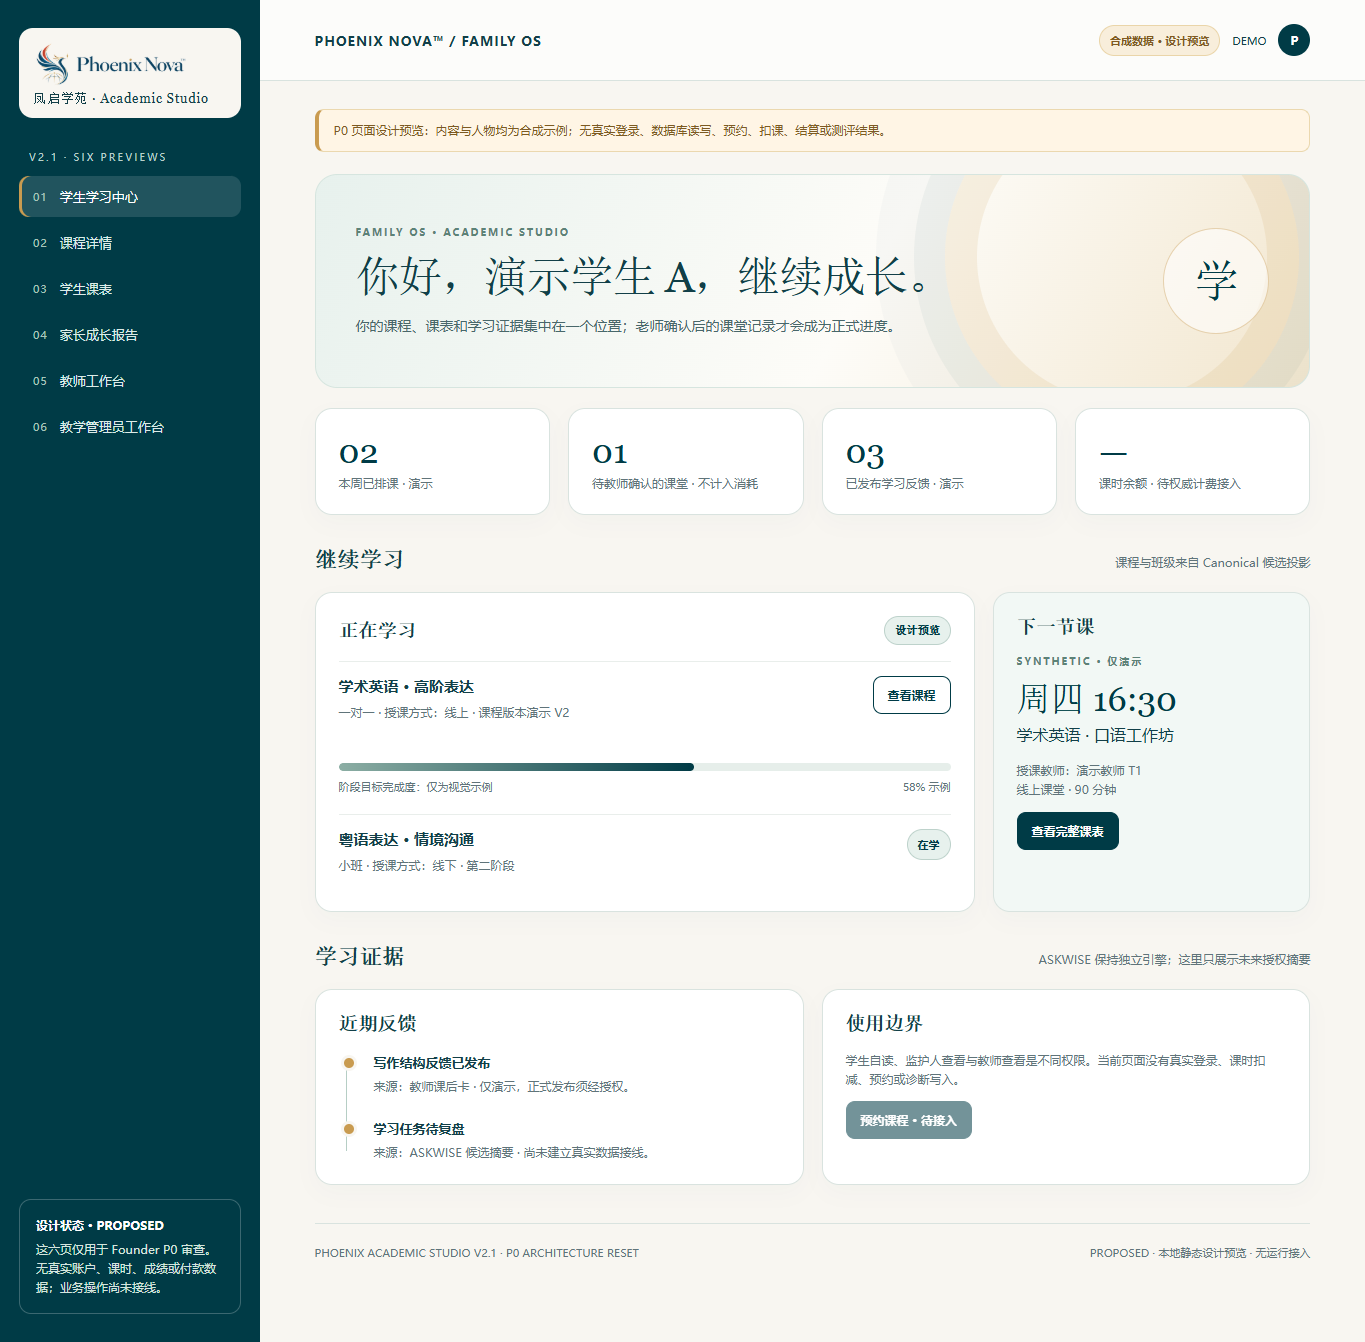 Phoenix Nova™
凤启学苑 · Academic Studio
V2.1 · SIX PREVIEWS
01 学生学习中心
02 课程详情
03 学生课表
04 家长成长报告
05 教师工作台
06 教学管理员工作台
设计状态 • PROPOSED
这六页仅用于 Founder P0 审查。
无真实账户、课时、成绩或付款数
据；业务操作尚未接线。
PHOENIX NOVA™ / FAMILY OS
合成数据 • 设计预览
DEMO
P
P0 页面设计预览：内容与人物均为合成示例；无真实登录、数据库读写、预约、扣课、结算或测评结果。
FAMILY OS • ACADEMIC STUDIO
你好，演示学生 A，继续成长。
你的课程、课表和学习证据集中在一个位置；老师确认后的课堂记录才会成为正式进度。
学
02
本周已排课 · 演示
01
待教师确认的课堂 · 不计入消耗
03
已发布学习反馈 · 演示
—
课时余额 · 待权威计费接入
继续学习
课程与班级来自 Canonical 候选投影
正在学习
设计预览
学术英语 • 高阶表达
一对一 · 授课方式：线上 · 课程版本演示 V2
查看课程
阶段目标完成度：仅为视觉示例
58% 示例
粤语表达 • 情境沟通
小班 · 授课方式：线下 · 第二阶段
在学
下一节课
SYNTHETIC • 仅演示
周四 16:30
学术英语 · 口语工作坊
授课教师：演示教师 T1
线上课堂 · 90 分钟
查看完整课表
学习证据
ASKWISE 保持独立引擎；这里只展示未来授权摘要
近期反馈
写作结构反馈已发布
来源：教师课后卡 · 仅演示，正式发布须经授权。
学习任务待复盘
来源：ASKWISE 候选摘要 · 尚未建立真实数据接线。
使用边界
学生自读、监护人查看与教师查看是不同权限。当前页面没有真实登录、课时扣
减、预约或诊断写入。
预约课程 • 待接入
PHOENIX ACADEMIC STUDIO V2.1 · P0 ARCHITECTURE RESET
PROPOSED · 本地静态设计预览 · 无运行接入